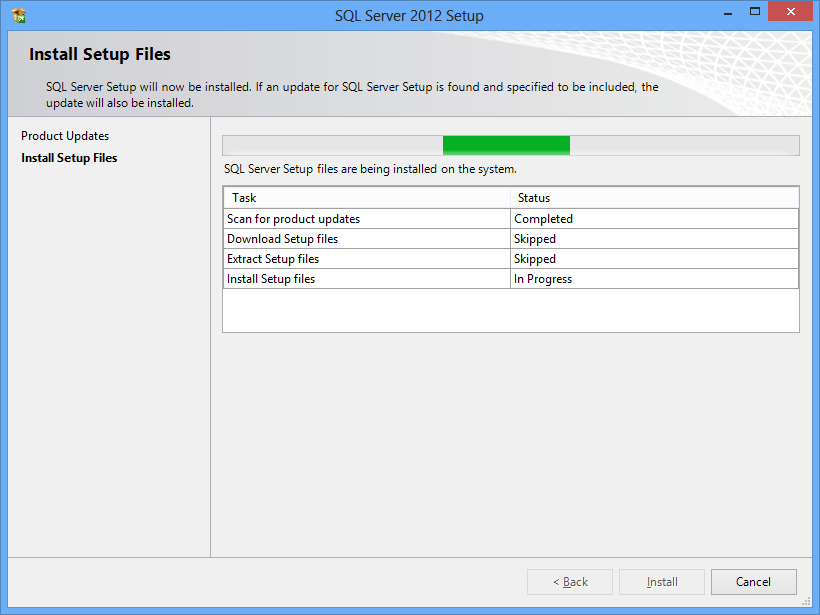 SQL Server 2012 Setup
Install Setup Files
SQL Server Setup will now be installed. If an update for SQL Server Setup is found and specified to be included, the
update will also be installed.
Product Updates
Install Setup Files
SQL Server Setup files are being installed on the system.
Task Status
Scan for product updates Completed
Download Setup files Skipped
Extract Setup files Skipped
Install Setup files In Progress
< Back Install Cancel